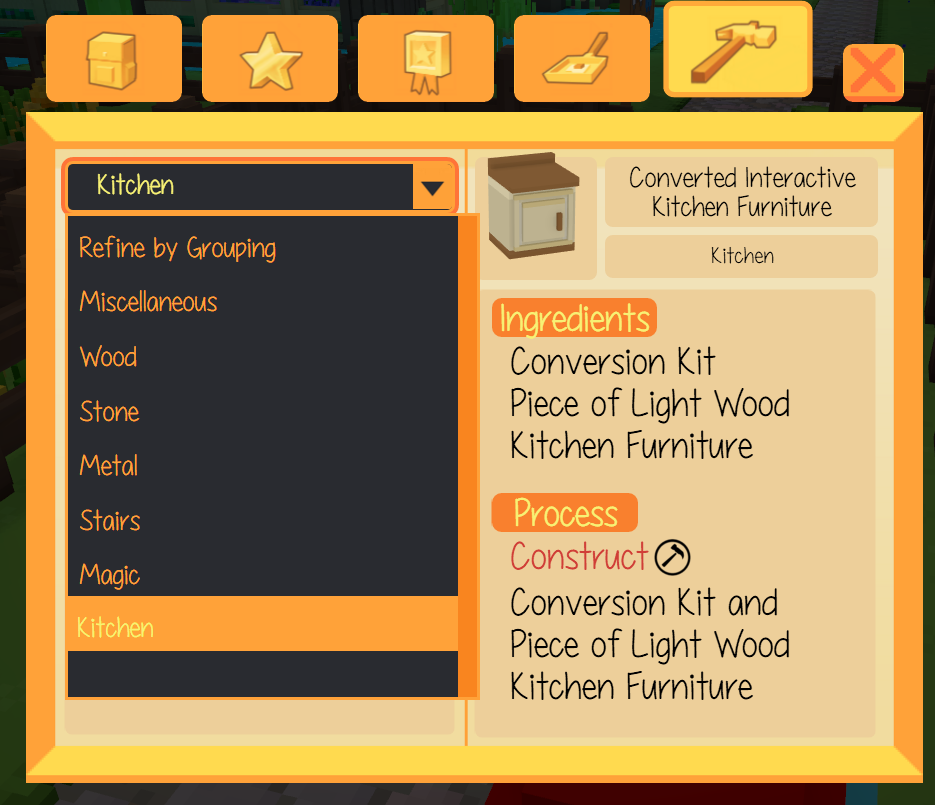 Kitchen
Refine by Grouping
Miscellaneous
Wood
Stone
Metal
Stairs
Magic
Kitchen
Converted Interactive
Kitchen Furniture
Kitchen
Ingredients
Conversion Kit
Piece of Light Wood
Kitchen Furniture
Process
Construct
Conversion Kit and
Piece of Light Wood
Kitchen Furniture